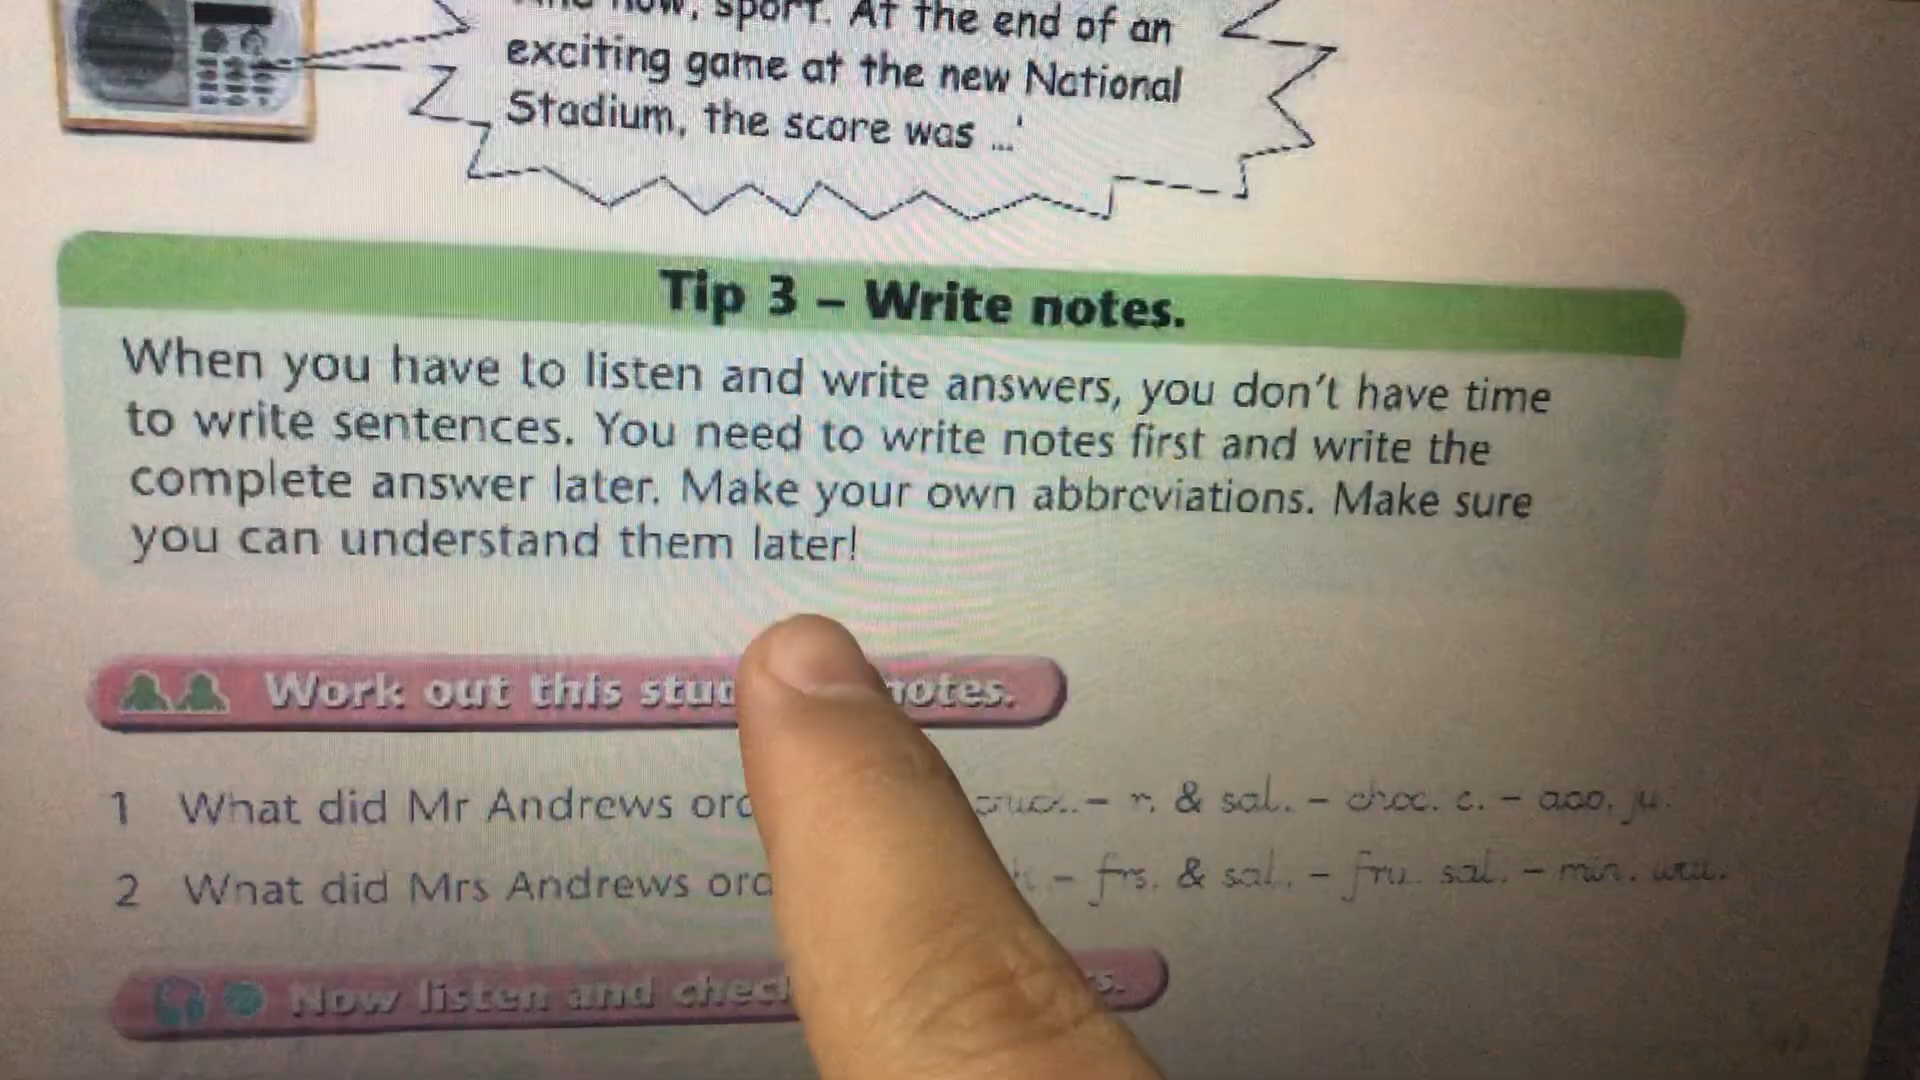 now, sport. At the end of an
exciting game at the new National
Stadium, the score was ...'
Tip 3 – Write notes.
When you have to listen and write answers, you don't have time
to write sentences. You need to write notes first and write the
complete answer later. Make your own abbreviations. Make sure
you can understand them later!
Work out this notes.
1 What did Mr Andrews – r. & sal. – choc. c. – ju.
2 What did Mrs Andrews – frs. & sal. – fru. sal. – min. wat.
Now listen and